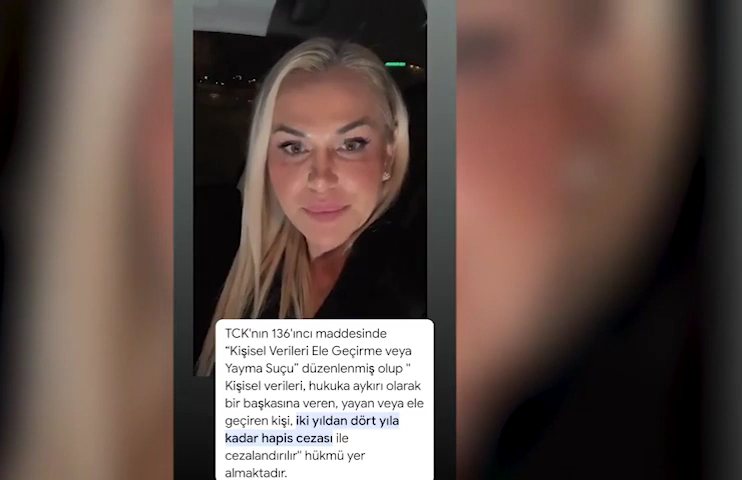 TCK'nın 136'ıncı maddesinde
“Kişisel Verileri Ele Geçirme veya
Yayma Suçu” düzenlenmiş olup "
Kişisel verileri, hukuka aykırı olarak
bir başkasına veren, yayan veya ele
geçiren kişi, iki yıldan dört yıla
kadar hapis cezası ile
cezalandırılır" hükmü yer
almaktadır.